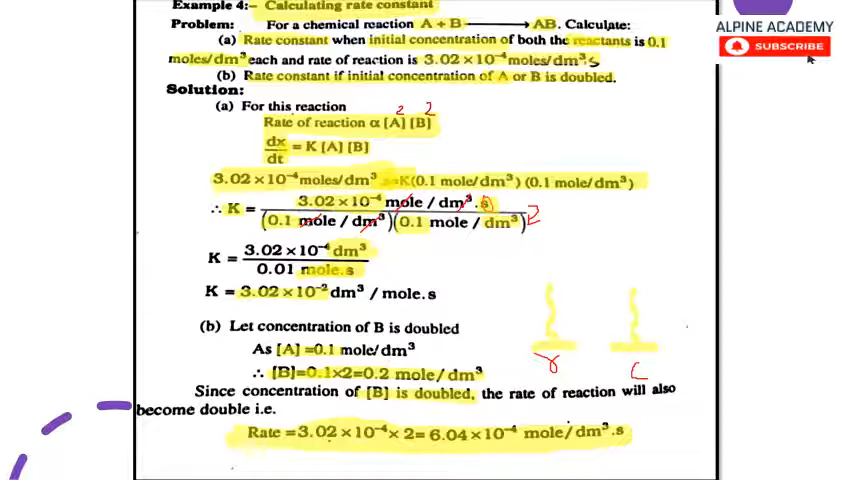 Example 4:- Calculating rate constant
Problem: For a chemical reaction A + B ⟶ AB. Calculate:
(a) Rate constant when initial concentration of both the reactants is 0.1
moles/dm³ each and rate of reaction is 3.02×10⁻⁴ moles/dm³.s
(b) Rate constant if initial concentration of A or B is doubled.
Solution:
(a) For this reaction
2 2
Rate of reaction α [A] [B]
dx/dt = K [A] [B]
3.02×10⁻⁴ moles/dm³ .s =K(0.1 mole/dm³) (0.1 mole/dm³)
∴ K = 3.02×10⁻⁴ mole / dm³.s / (0.1 mole / dm³)(0.1 mole / dm³) 2
K = 3.02×10⁻⁴ dm³ / 0.01 mole.s
K = 3.02×10⁻² dm³ / mole.s
(b) Let concentration of B is doubled
As [A] =0.1 mole/dm³
∴ [B]=0.1×2=0.2 mole/dm³
Since concentration of [B] is doubled, the rate of reaction will also
become double i.e.
Rate =3.02×10⁻⁴ × 2= 6.04×10⁻⁴ mole/dm³.s
ALPINE ACADEMY
SUBSCRIBE